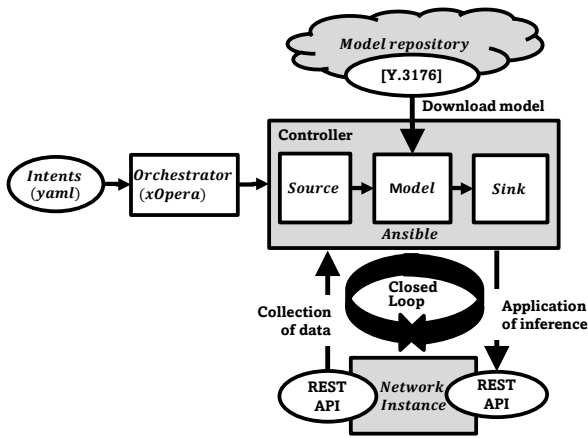 Model repository
[Y.3176]
Download model
Controller
Intents
(yaml)
Orchestrator
(xOpera)
Source
Model
Sink
Ansible
Closed
Loop
Collection
of data
Application
of inference
REST
API
Network
Instance
REST
API